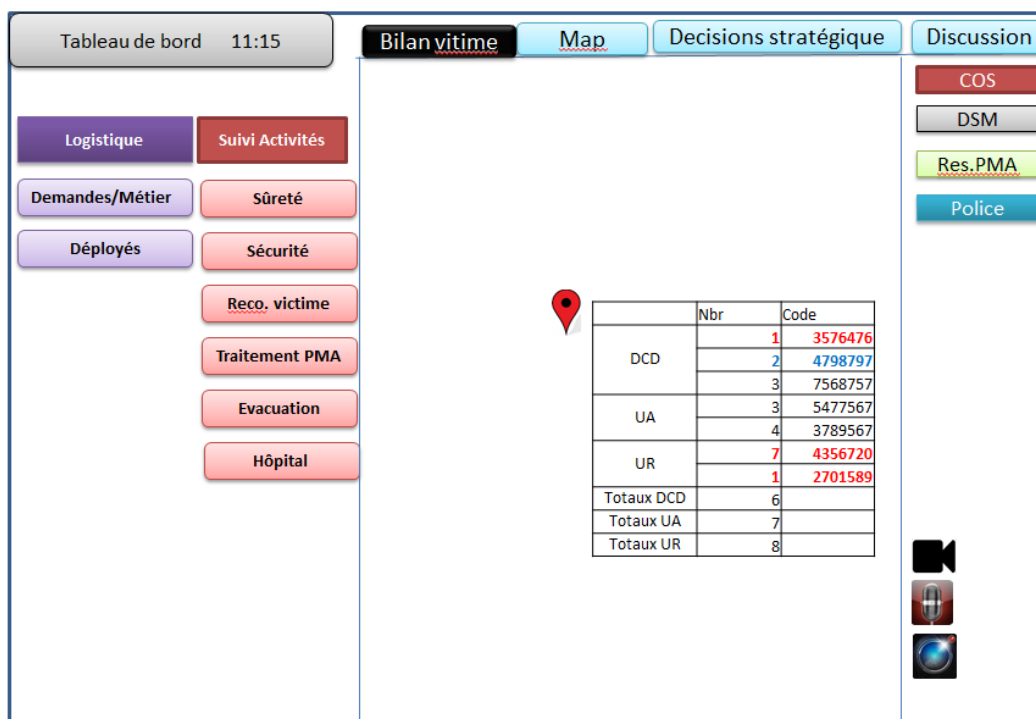 Tableau de bord 11:15
Bilan vitime
Map
Decisions stratégique
Discussion
COS
DSM
Res.PMA
Police
Logistique
Suivi Activités
Demandes/Métier
Sûreté
Déployés
Sécurité
Reco. victime
Traitement PMA
Evacuation
Hôpital
Nbr Code
DCD
1 3576476
2 4798797
3 7568757
UA
3 5477567
4 3789567
UR
7 4356720
1 2701589
Totaux DCD 6
Totaux UA 7
Totaux UR 8